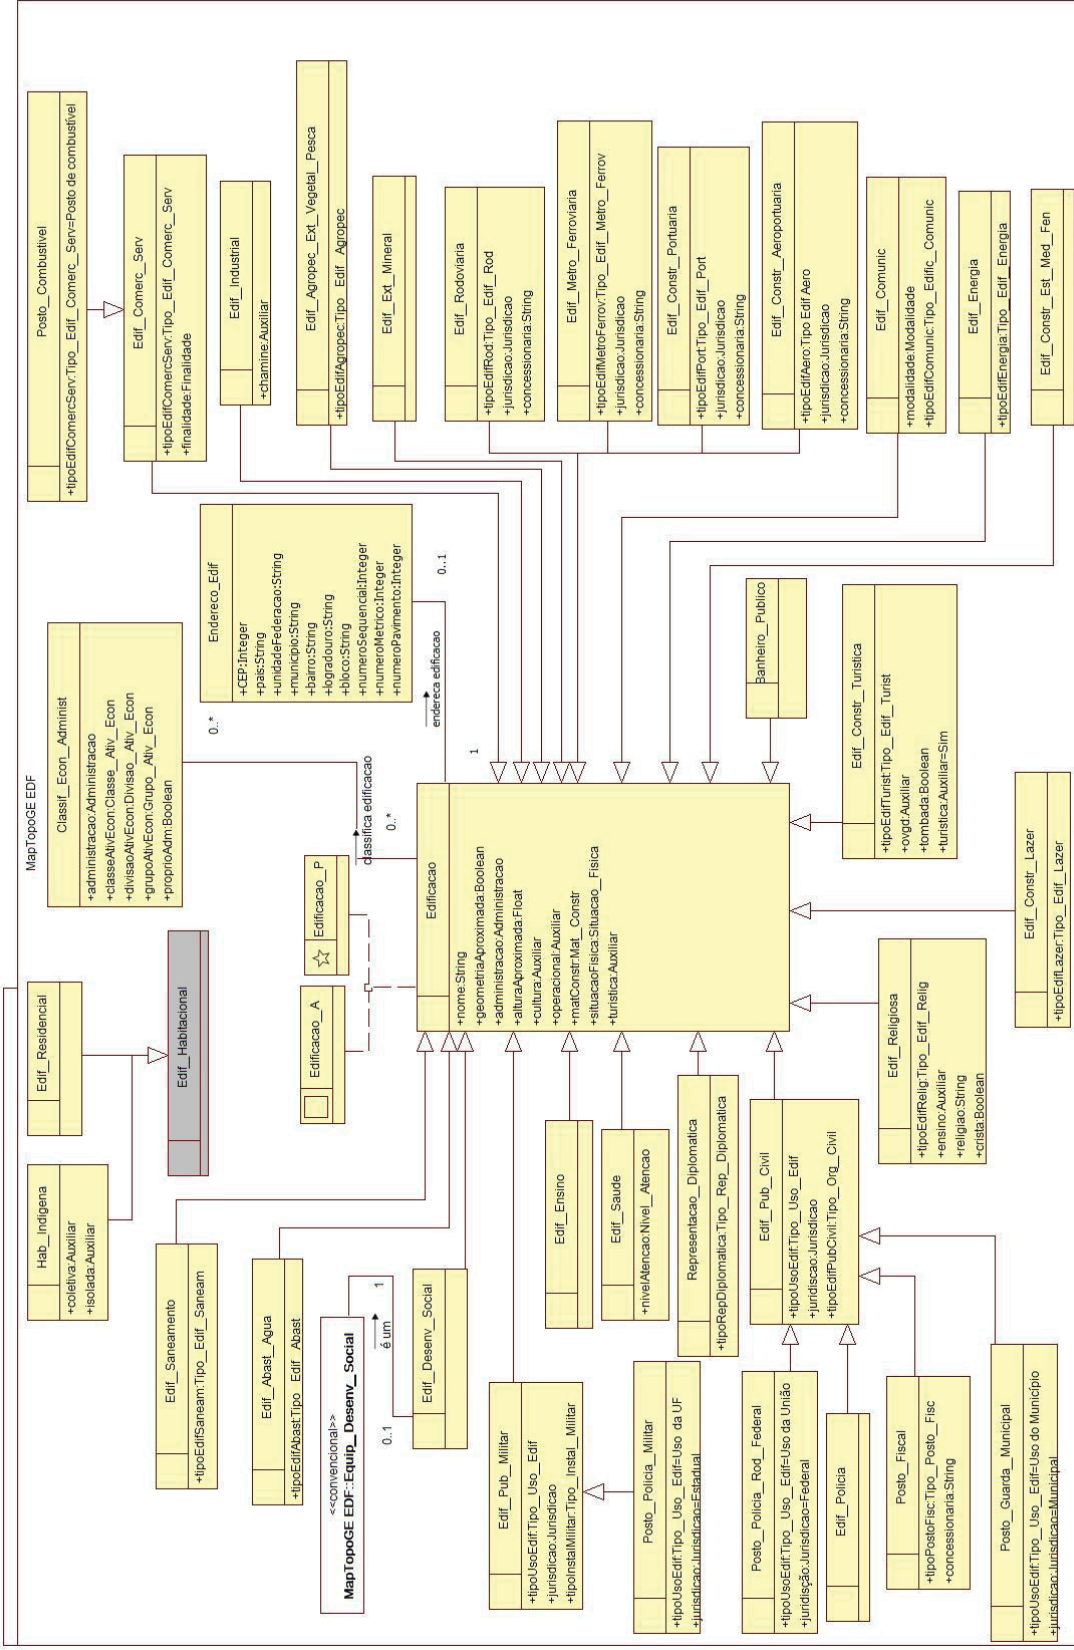 MapTopoGE EDF
Hab_Indigena
+coletiva:Auxiliar
+isolada:Auxiliar
Edif_Residencial
Edif_Habitacional
Classif_Econ_Administ
+administracao:Administracao
+classeAtivEcon:Classe_Ativ_Econ
+divisaoAtivEcon:Divisao_Ativ_Econ
+grupoAtivEcon:Grupo_Ativ_Econ
+proprioAdm:Boolean
0..*
classifica edificacao
0..*
Endereco_Edif
+CEP:Integer
+pais:String
+unidadeFederacao:String
+municipio:String
+bairro:String
+logradouro:String
+bloco:String
+numeroSequencial:Integer
+numeroMetrico:Integer
+numeroPavimento:Integer
0..1
endereca edificacao
1
Posto_Combustivel
+tipoEdifComercServ:Tipo_Edif_Comerc_Serv=Posto de combustível
Edif_Comerc_Serv
+tipoEdifComercServ:Tipo_Edif_Comerc_Serv
+finalidade:Finalidade
Edif_Industrial
+chamine:Auxiliar
Edif_Agropec_Ext_Vegetal_Pesca
+tipoEdifAgropec:Tipo_Edif_Agropec
Edif_Ext_Mineral
Edif_Rodoviaria
+tipoEdifRod:Tipo_Edif_Rod
+jurisdicao:Jurisdicao
+concessionaria:String
Edif_Metro_Ferroviaria
+tipoEdifMetroFerrov:Tipo_Edif_Metro_Ferrov
+jurisdicao:Jurisdicao
+concessionaria:String
Edif_Constr_Portuaria
+tipoEdifPort:Tipo_Edif_Port
+jurisdicao:Jurisdicao
+concessionaria:String
Edif_Constr_Aeroportuaria
+tipoEdifAero:Tipo Edif Aero
+jurisdicao:Jurisdicao
+concessionaria:String
Edif_Comunic
+modalidade:Modalidade
+tipoEdifComunic:Tipo_Edific_Comunic
Edif_Energia
+tipoEdifEnergia:Tipo_Edif_Energia
Edif_Constr_Est_Med_Fen
Edificacao_A
Edificacao_P
Edificacao
+nome:String
+geometriaAproximada:Boolean
+administracao:Administracao
+alturaAproximada:Float
+cultura:Auxiliar
+operacional:Auxiliar
+matConstr:Mat_Constr
+situacaoFisica:Situacao_Fisica
+turistica:Auxiliar
Edif_Saneamento
+tipoEdifSaneam:Tipo_Edif_Saneam
Edif_Abast_Agua
+tipoEdifAbast:Tipo_Edif_Abast
<<convencional>>
MapTopoGE EDF::Equip_Desenv_Social
1
é um
0..1
Edif_Desenv_Social
Edif_Pub_Militar
+tipoUsoEdif:Tipo_Uso_Edif
+jurisdicao:Jurisdicao
+tipoInstalMilitar:Tipo_Instal_Militar
Posto_Policia_Militar
+tipoUsoEdif:Tipo_Uso_Edif=Uso da UF
+jurisdicao:Jurisdicao=Estadual
Edif_Ensino
Edif_Saude
+nivelAtencao:Nivel_Atencao
Representacao_Diplomatica
+tipoRepDiplomatica:Tipo_Rep_Diplomatica
Edif_Pub_Civil
+tipoUsoEdif:Tipo_Uso_Edif
+juridiscao:Jurisdicao
+tipoEdifPubCivil:Tipo_Org_Civil
Posto_Policia_Rod_Federal
+tipoUsoEdif:Tipo_Uso_Edif=Uso da União
+juridisção:Jurisdicao=Federal
Edif_Policia
Posto_Fiscal
+tipoPostoFisc:Tipo_Posto_Fisc
+concessionaria:String
Posto_Guarda_Municipal
+tipoUsoEdif:Tipo_Uso_Edif=Uso do Município
+jurisdicao:Jurisdicao=Municipal
Edif_Religiosa
+tipoEdifRelig:Tipo_Edif_Relig
+ensino:Auxiliar
+religiao:String
+crista:Boolean
Edif_Constr_Lazer
+tipoEdifLazer:Tipo_Edif_Lazer
Edif_Constr_Turistica
+tipoEdifTurist:Tipo_Edif_Turist
+ovgd:Auxiliar
+tombada:Boolean
+turistica:Auxiliar=Sim
Banheiro_Publico